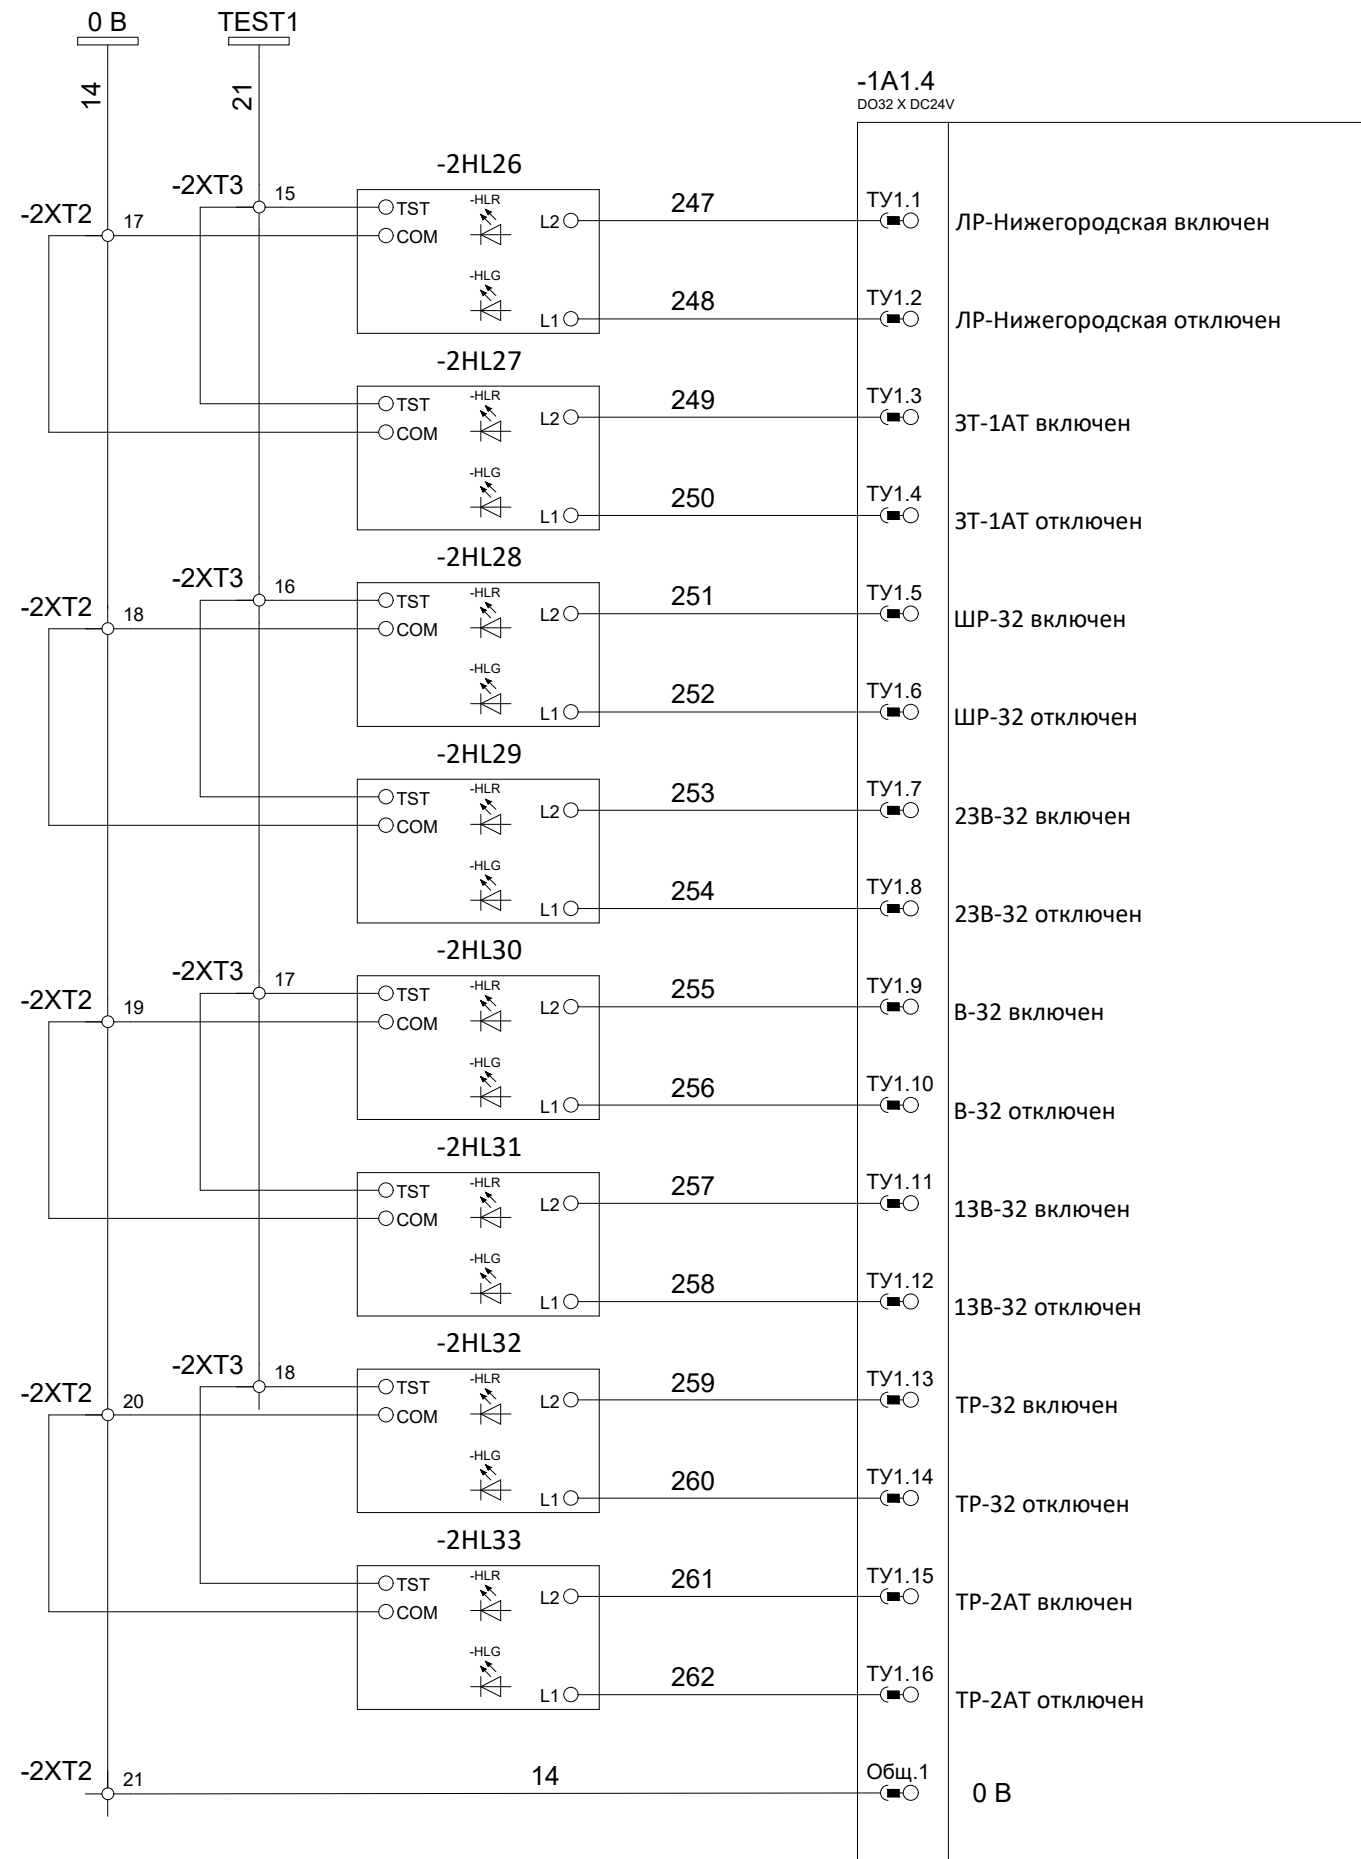 0 В
TEST1
14
21
-1A1.4
DO32 X DC24V
-2HL26
-2XT3
15
-2XT2
17
TST
COM
-HLR
L2
247
ТУ1.1
ЛР-Нижегородская включен
-HLG
L1
248
ТУ1.2
ЛР-Нижегородская отключен
-2HL27
TST
COM
-HLR
L2
249
ТУ1.3
ЗТ-1АТ включен
-HLG
L1
250
ТУ1.4
ЗТ-1АТ отключен
-2HL28
-2XT3
16
-2XT2
18
TST
COM
-HLR
L2
251
ТУ1.5
ШР-32 включен
-HLG
L1
252
ТУ1.6
ШР-32 отключен
-2HL29
TST
COM
-HLR
L2
253
ТУ1.7
23В-32 включен
-HLG
L1
254
ТУ1.8
23В-32 отключен
-2HL30
-2XT3
17
-2XT2
19
TST
COM
-HLR
L2
255
ТУ1.9
В-32 включен
-HLG
L1
256
ТУ1.10
В-32 отключен
-2HL31
TST
COM
-HLR
L2
257
ТУ1.11
13В-32 включен
-HLG
L1
258
ТУ1.12
13В-32 отключен
-2HL32
-2XT3
18
-2XT2
20
TST
COM
-HLR
L2
259
ТУ1.13
ТР-32 включен
-HLG
L1
260
ТУ1.14
ТР-32 отключен
-2HL33
TST
COM
-HLR
L2
261
ТУ1.15
ТР-2АТ включен
-HLG
L1
262
ТУ1.16
ТР-2АТ отключен
-2XT2
21
14
Общ.1
0 В